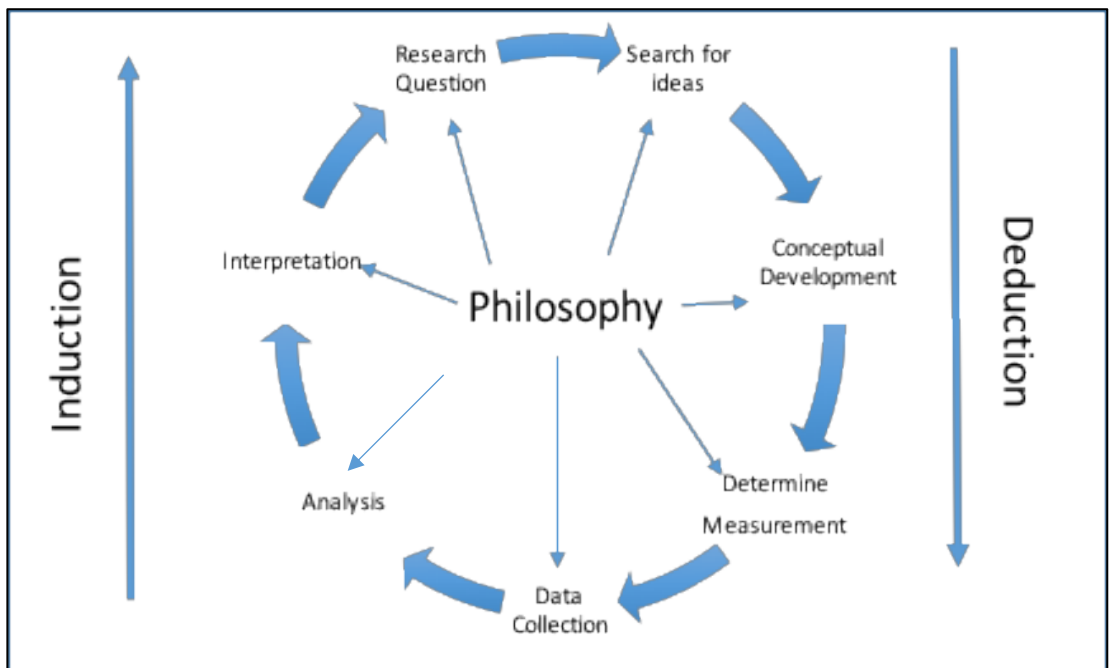 Research
Question
Search for
ideas
Conceptual
Development
Determine
Measurement
Data
Collection
Analysis
Interpretation
Philosophy
Induction
Deduction